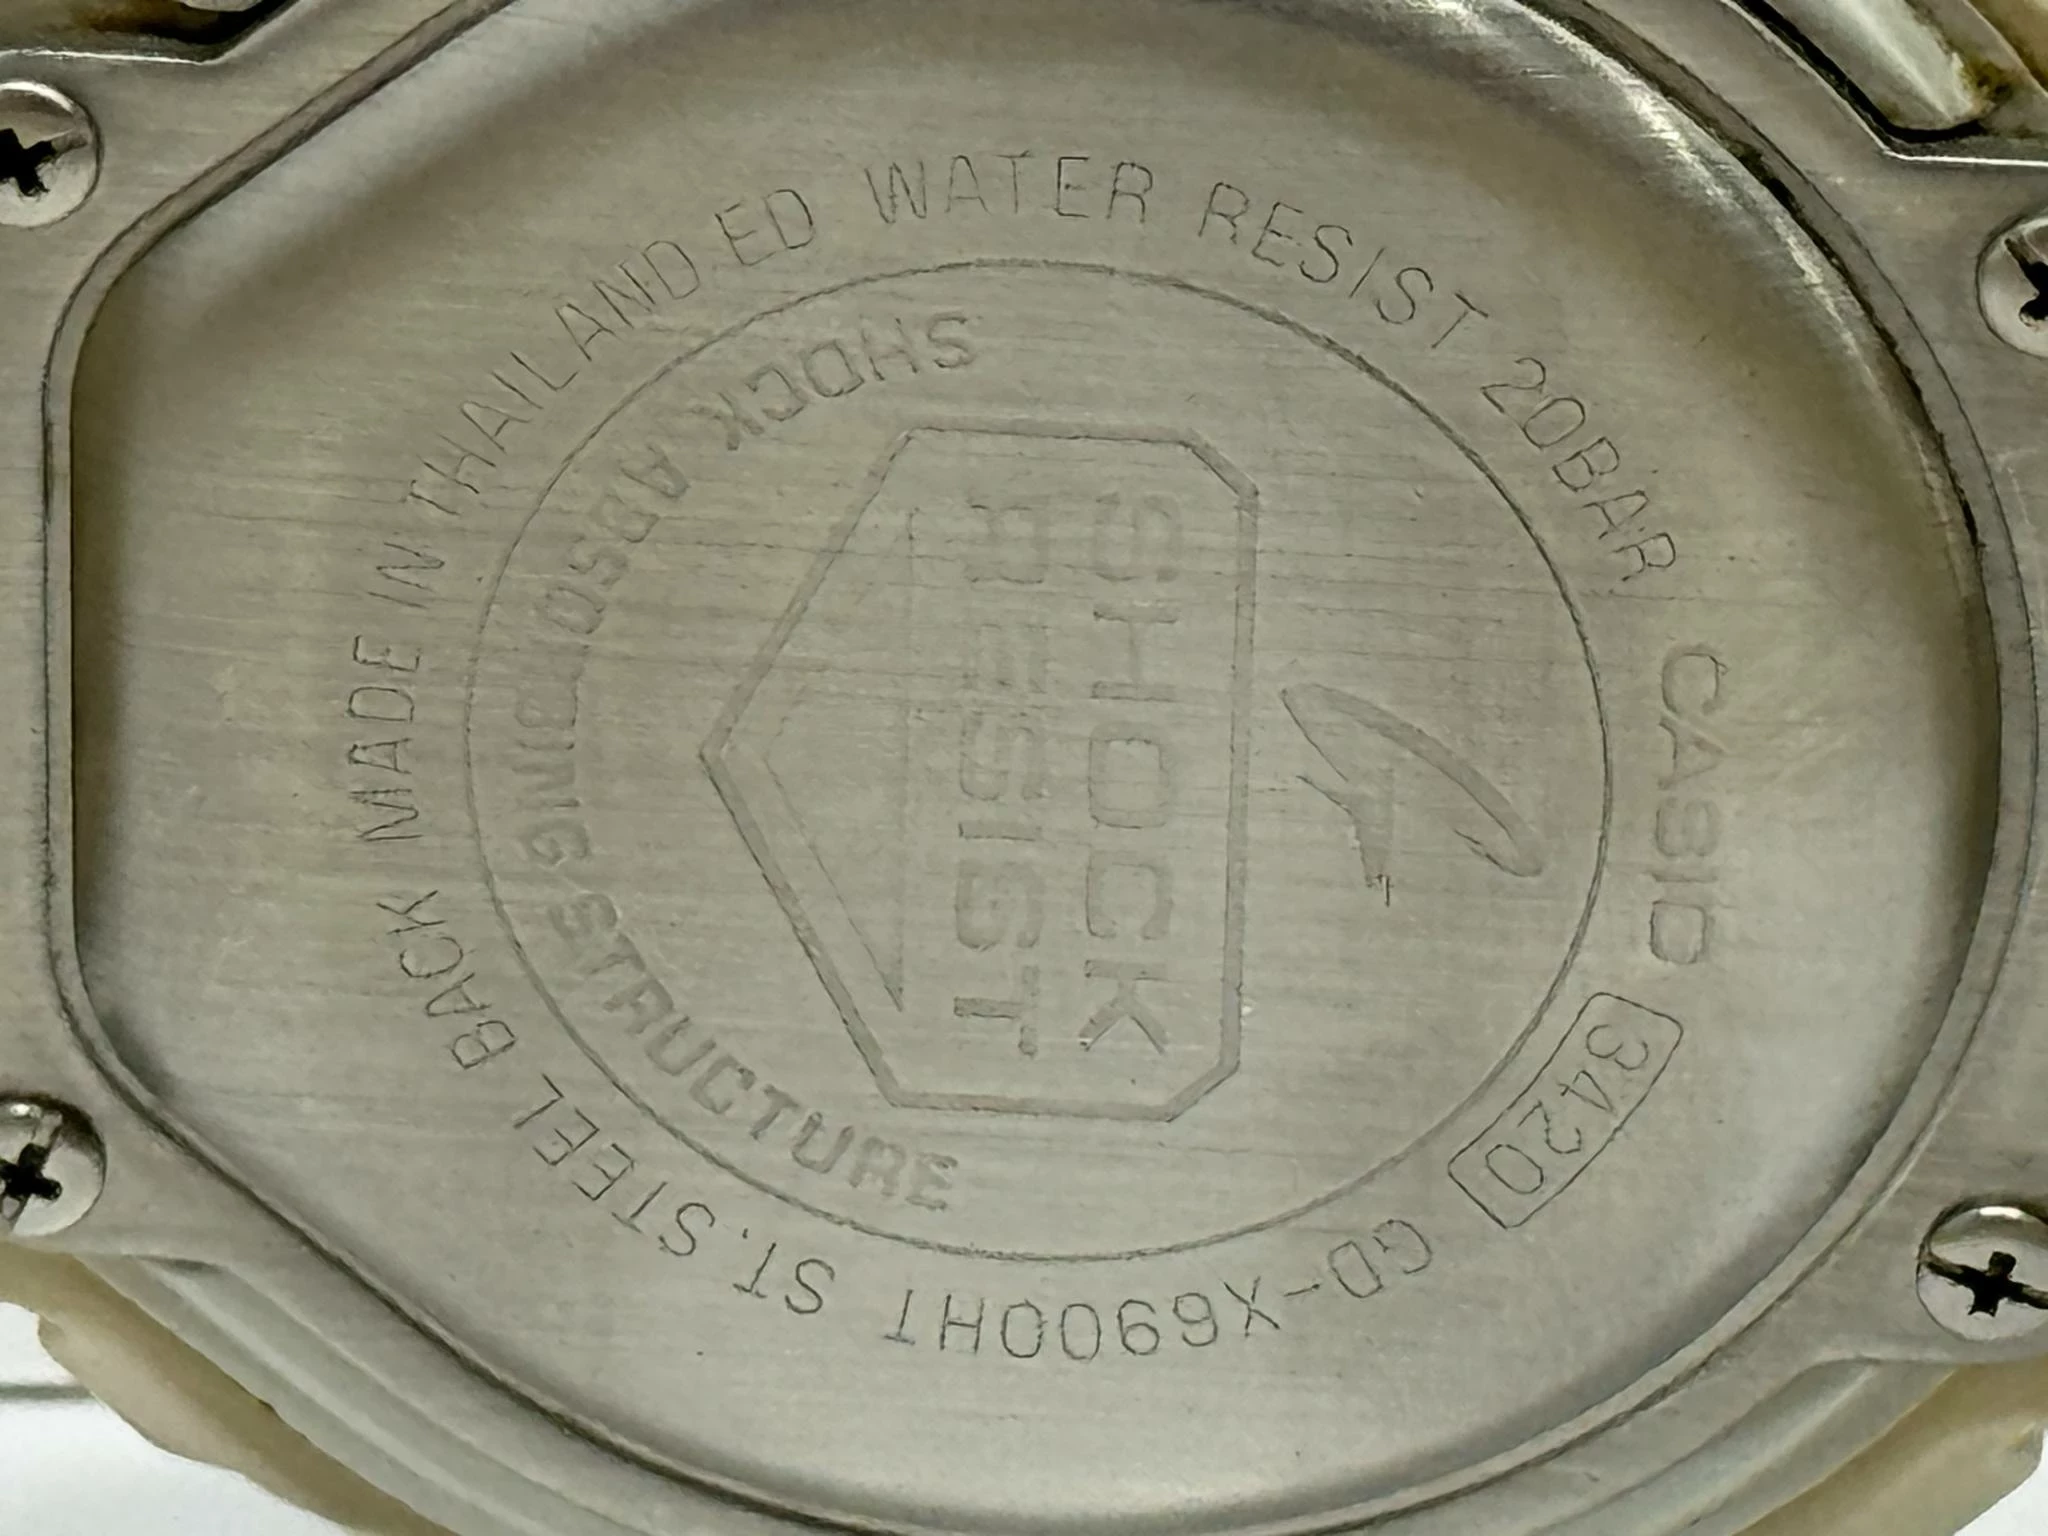 CASIO
3420
GD-X6900HT ST.STEEL BACK MADE IN THAILAND ED WATER RESIST 20BAR
SHOCK
RESIST
SHOCK ABSORBING STRUCTURE